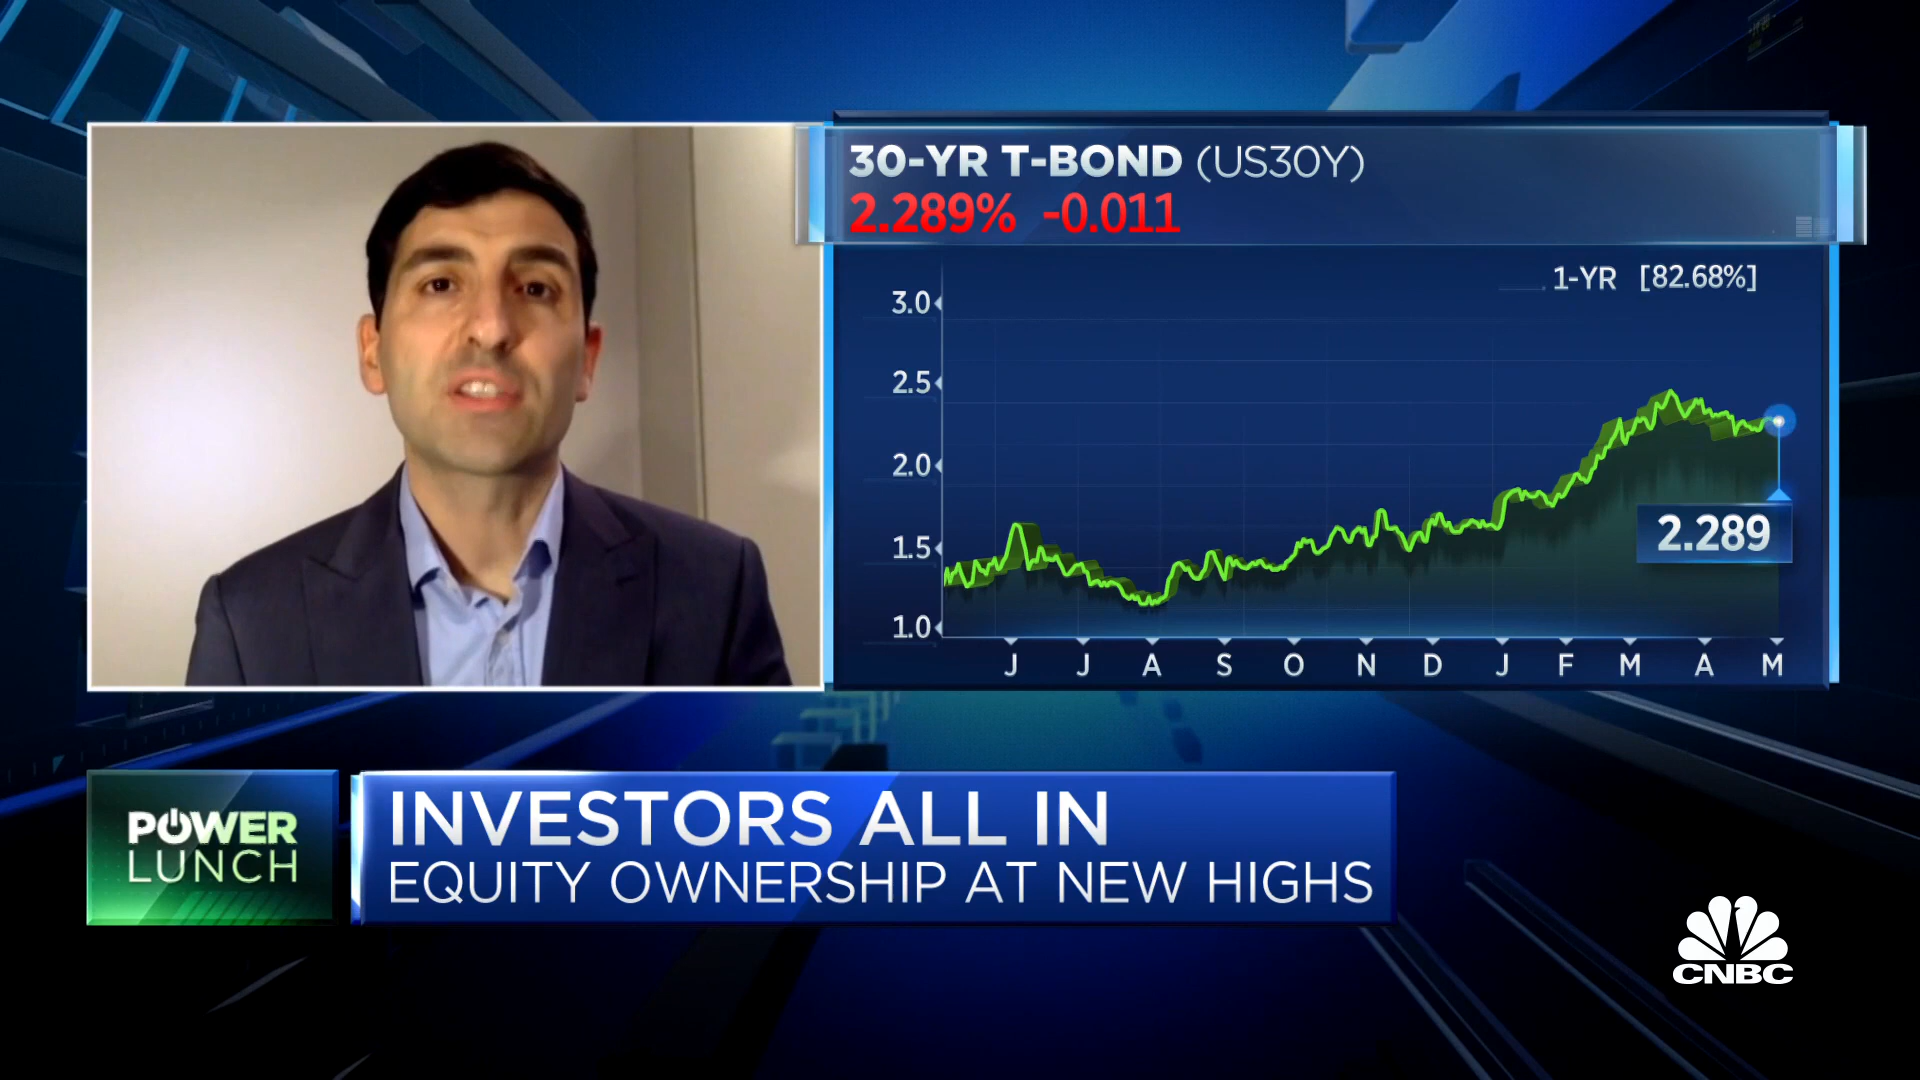 30-YR T-BOND (US30Y)
2.289% -0.011
1-YR [82.68%]
3.0
2.5
2.0
1.5
1.0
2.289
J J A S O N D J F M A M
POWER
LUNCH
INVESTORS ALL IN
EQUITY OWNERSHIP AT NEW HIGHS
CNBC